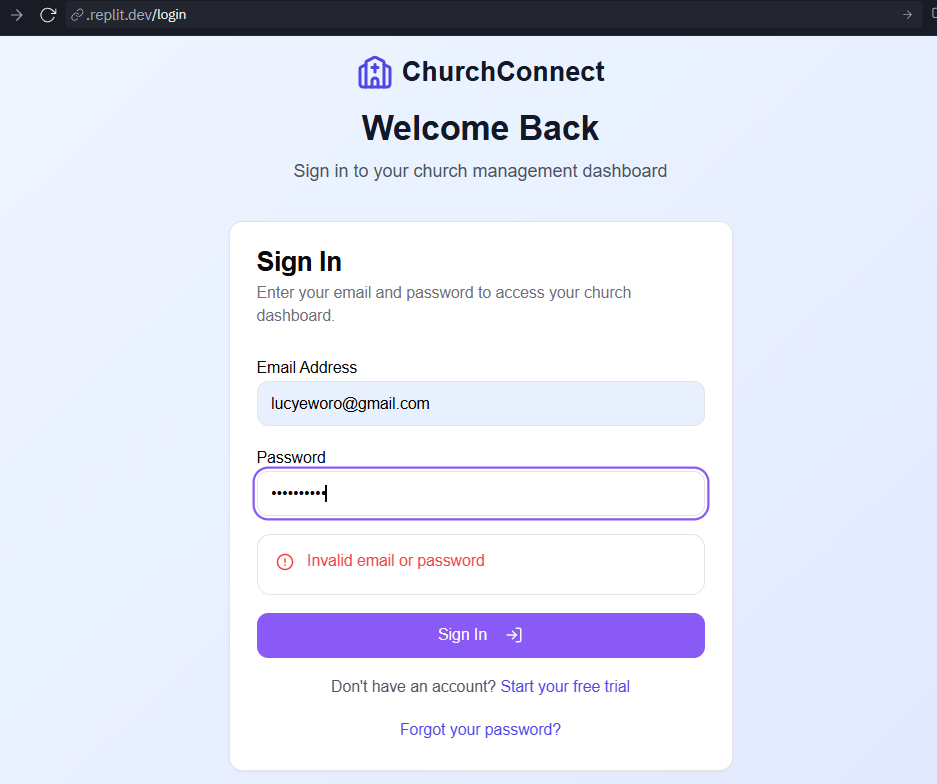 .replit.dev/login
ChurchConnect
Welcome Back
Sign in to your church management dashboard
Sign In
Enter your email and password to access your church
dashboard.
Email Address
lucyeworo@gmail.com
Password
••••••••••
Invalid email or password
Sign In
Don't have an account? Start your free trial
Forgot your password?